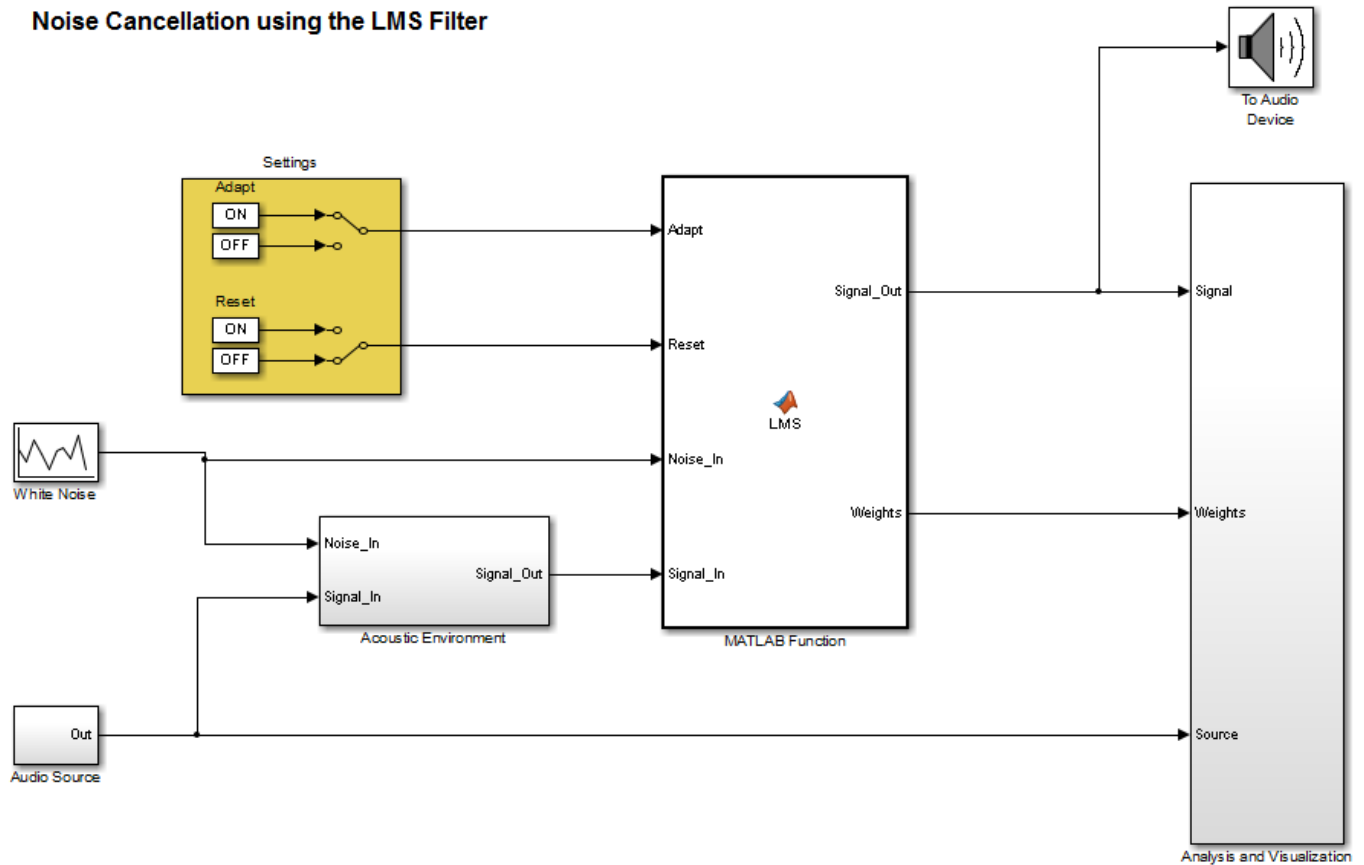 Noise Cancellation using the LMS Filter
To Audio
Device
Settings
Adapt
ON
OFF
Reset
ON
OFF
White Noise
Noise_In
Signal_In
Signal_Out
Acoustic Environment
Out
Audio Source
Adapt
Reset
Noise_In
Signal_In
LMS
Signal_Out
Weights
MATLAB Function
Signal
Weights
Source
Analysis and Visualization